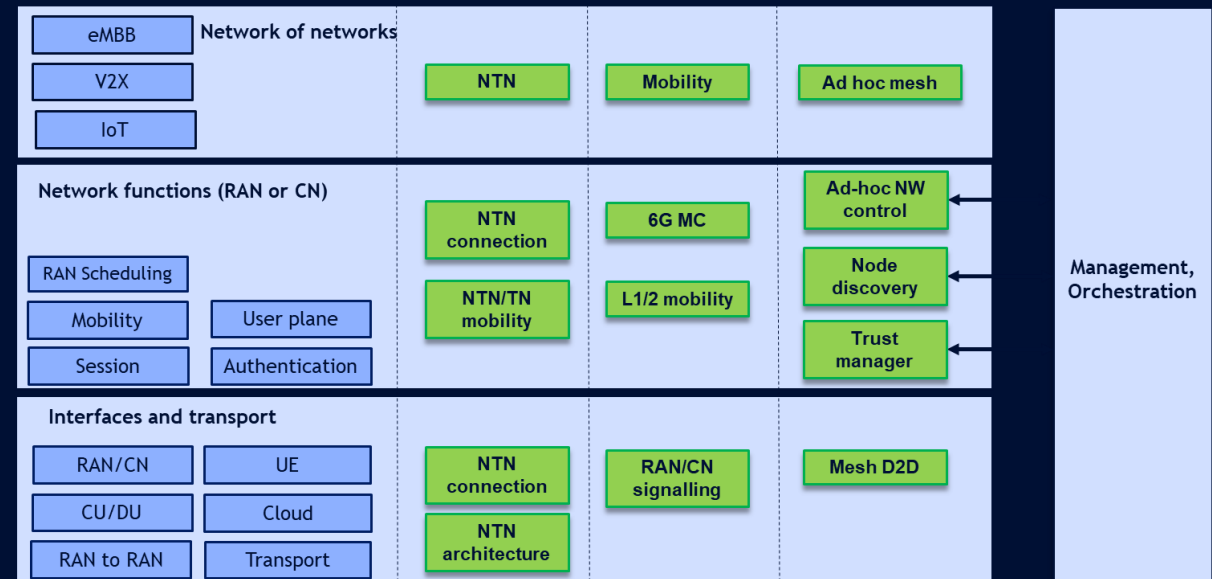 eMBB
Network of networks
V2X
IoT
NTN
Mobility
Ad hoc mesh
Network functions (RAN or CN)
RAN Scheduling
Mobility
User plane
Session
Authentication
NTN
connection
NTN/TN
mobility
6G MC
L1/2 mobility
Ad-hoc NW
control
Node
discovery
Trust
manager
Interfaces and transport
RAN/CN
UE
CU/DU
Cloud
RAN to RAN
Transport
NTN
connection
NTN
architecture
RAN/CN
signalling
Mesh D2D
Management,
Orchestration